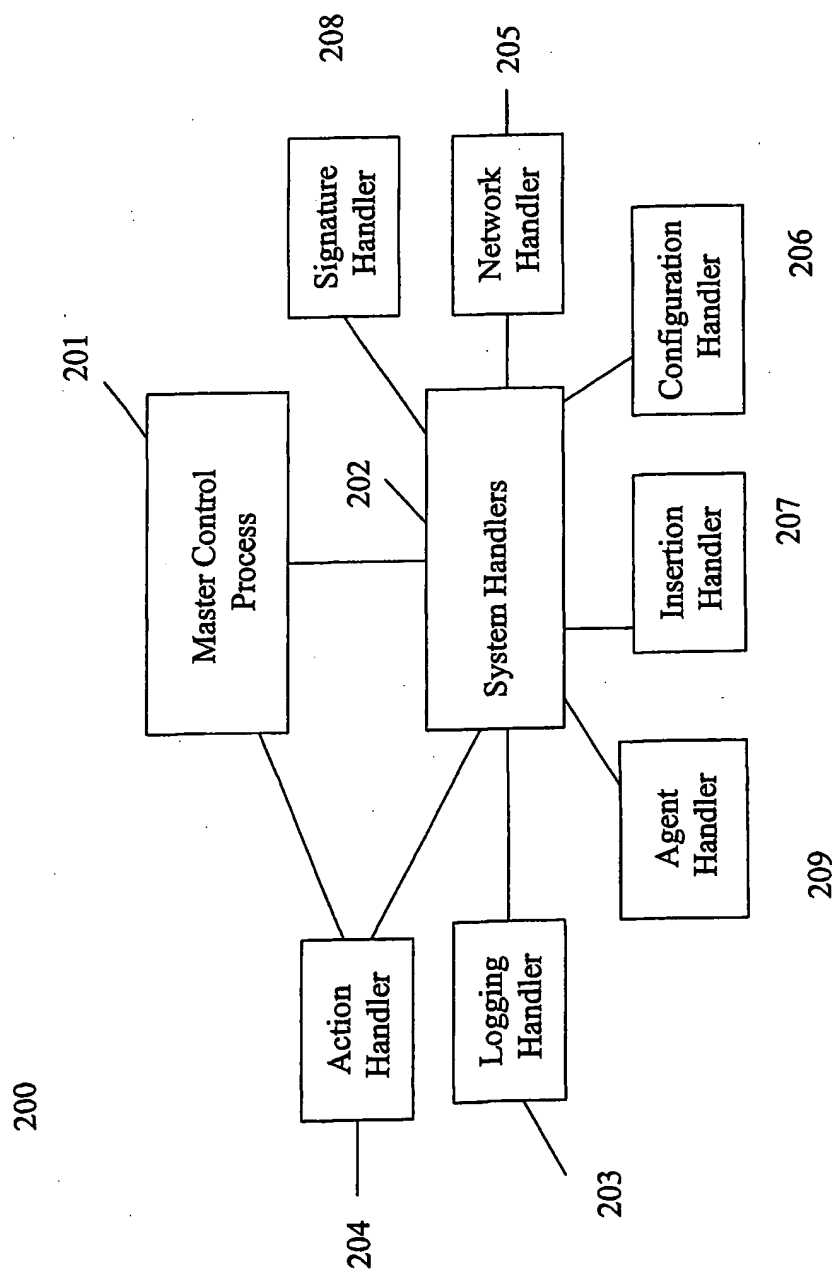 200
201
Master Control
Process
208
Signature
Handler
204
Action
Handler
202
System Handlers
205
Network
Handler
203
Logging
Handler
209
Agent
Handler
207
Insertion
Handler
206
Configuration
Handler